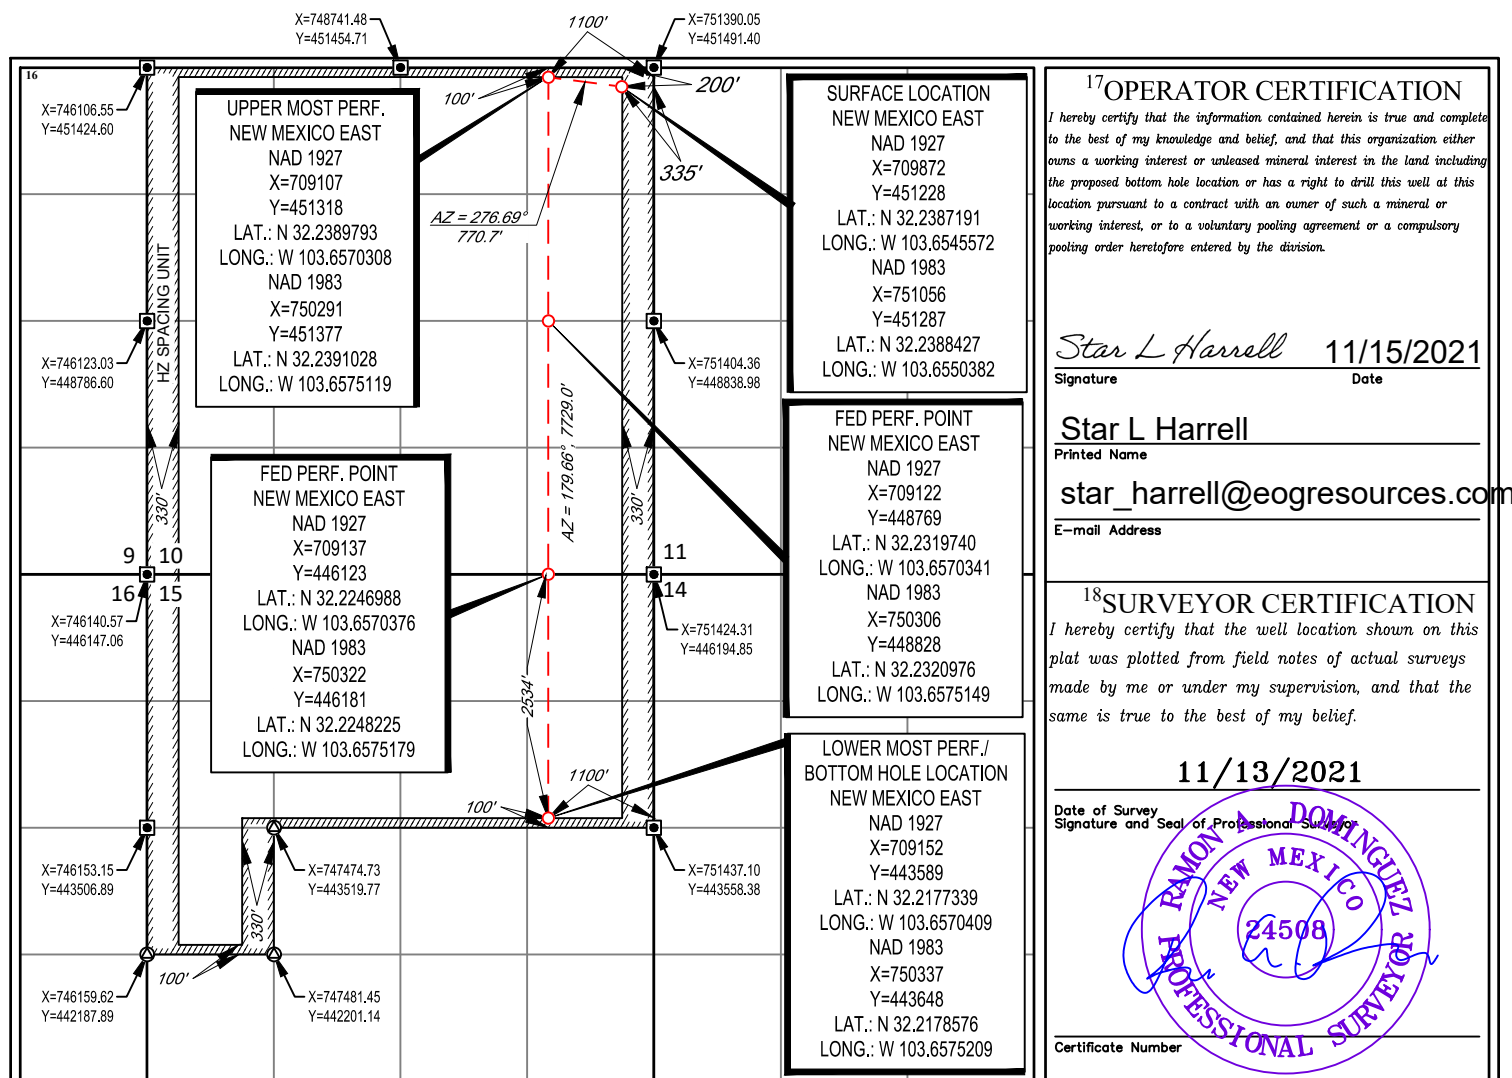 X=748741.48
Y=451454.71
1100'
X=751390.05
Y=451491.40
16
X=746106.55
Y=451424.60
100'
200'
335'
UPPER MOST PERF.
NEW MEXICO EAST
NAD 1927
X=709107
Y=451318
LAT.: N 32.2389793
LONG.: W 103.6570308
NAD 1983
X=750291
Y=451377
LAT.: N 32.2391028
LONG.: W 103.6575119
AZ = 276.69°
770.7'
SURFACE LOCATION
NEW MEXICO EAST
NAD 1927
X=709872
Y=451228
LAT.: N 32.2387191
LONG.: W 103.6545572
NAD 1983
X=751056
Y=451287
LAT.: N 32.2388427
LONG.: W 103.6550382
HZ SPACING UNIT
X=746123.03
Y=448786.60
X=751404.36
Y=448838.98
AZ = 179.66°, 7729.0'
330'
330'
FED PERF. POINT
NEW MEXICO EAST
NAD 1927
X=709137
Y=446123
LAT.: N 32.2246988
LONG.: W 103.6570376
NAD 1983
X=750322
Y=446181
LAT.: N 32.2248225
LONG.: W 103.6575179
FED PERF. POINT
NEW MEXICO EAST
NAD 1927
X=709122
Y=448769
LAT.: N 32.2319740
LONG.: W 103.6570341
NAD 1983
X=750306
Y=448828
LAT.: N 32.2320976
LONG.: W 103.6575149
9 10
16 15
11
14
X=746140.57
Y=446147.06
X=751424.31
Y=446194.85
2534'
1100'
100'
LOWER MOST PERF./
BOTTOM HOLE LOCATION
NEW MEXICO EAST
NAD 1927
X=709152
Y=443589
LAT.: N 32.2177339
LONG.: W 103.6570409
NAD 1983
X=750337
Y=443648
LAT.: N 32.2178576
LONG.: W 103.6575209
X=746153.15
Y=443506.89
X=747474.73
Y=443519.77
X=751437.10
Y=443558.38
330'
100'
X=746159.62
Y=442187.89
X=747481.45
Y=442201.14
17OPERATOR CERTIFICATION
I hereby certify that the information contained herein is true and complete
to the best of my knowledge and belief, and that this organization either
owns a working interest or unleased mineral interest in the land including
the proposed bottom hole location or has a right to drill this well at this
location pursuant to a contract with an owner of such a mineral or
working interest, or to a voluntary pooling agreement or a compulsory
pooling order heretofore entered by the division.
Star L Harrell 11/15/2021
Signature Date
Star L Harrell
Printed Name
star_harrell@eogresources.com
E-mail Address
18SURVEYOR CERTIFICATION
I hereby certify that the well location shown on this
plat was plotted from field notes of actual surveys
made by me or under my supervision, and that the
same is true to the best of my belief.
11/13/2021
Date of Survey
Signature and Seal of Professional Surveyor
RAMON A. DOMINGUEZ
NEW MEXICO
24508
PROFESSIONAL SURVEYOR
Certificate Number